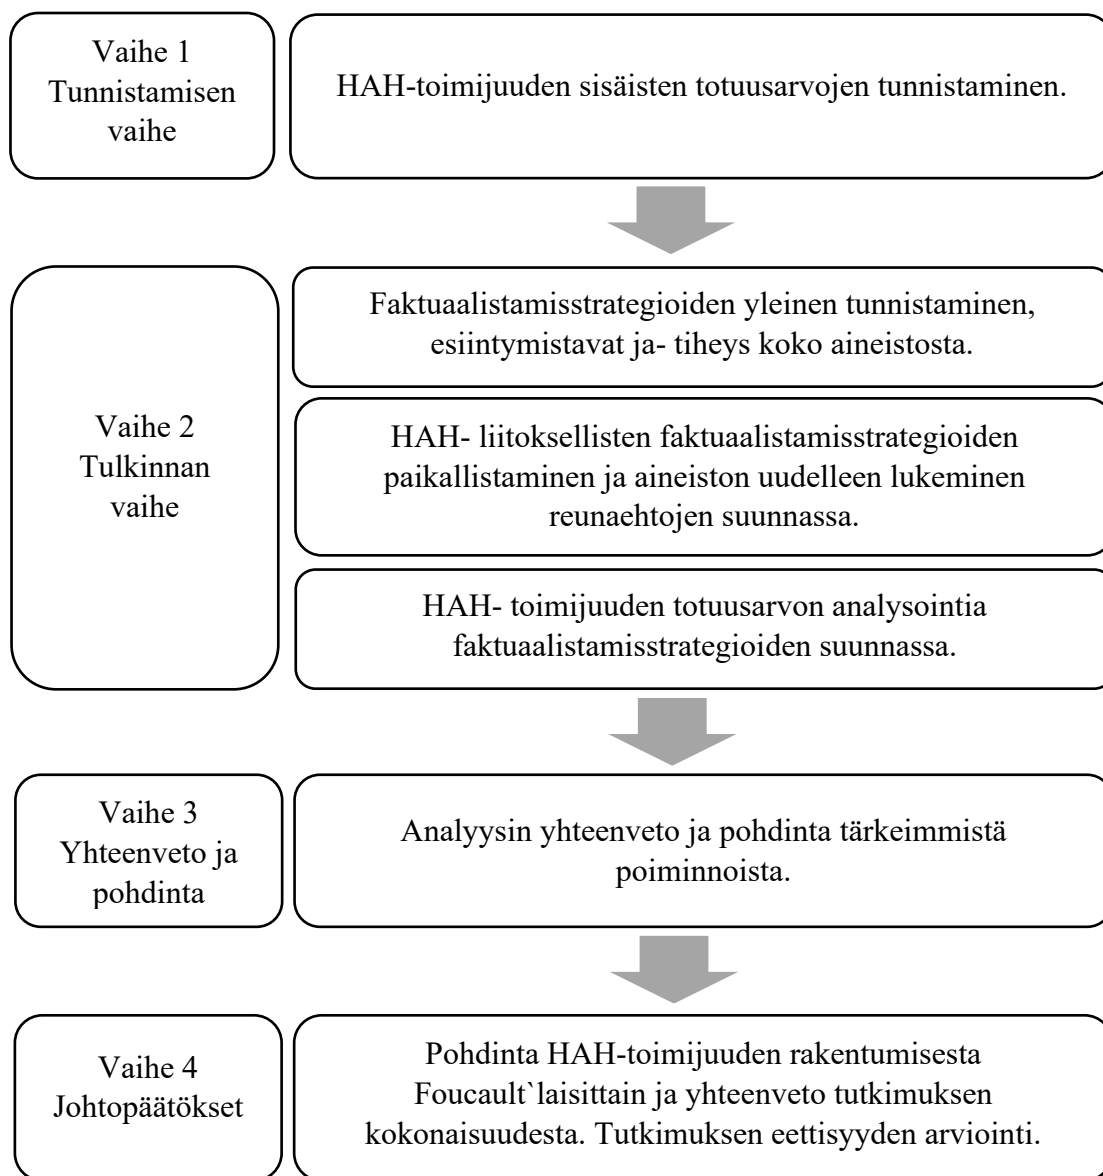 Vaihe 1
Tunnistamisen
vaihe
HAH-toimijuuden sisäisten totuusarvojen tunnistaminen.
Vaihe 2
Tulkinnan
vaihe
Faktuaalistamisstrategioiden yleinen tunnistaminen,
esiintymistavat ja- tiheys koko aineistosta.
HAH- liitoksellisten faktuaalistamisstrategioiden
paikallistaminen ja aineiston uudelleen lukeminen
reunaehtojen suunnassa.
HAH- toimijuuden totuusarvon analysointia
faktuaalistamisstrategioiden suunnassa.
Vaihe 3
Yhteenveto ja
pohdinta
Analyysin yhteenveto ja pohdinta tärkeimmistä
poiminnoista.
Vaihe 4
Johtopäätökset
Pohdinta HAH-toimijuuden rakentumisesta
Foucault`laisittain ja yhteenveto tutkimuksen
kokonaisuudesta. Tutkimuksen eettisyyden arviointi.